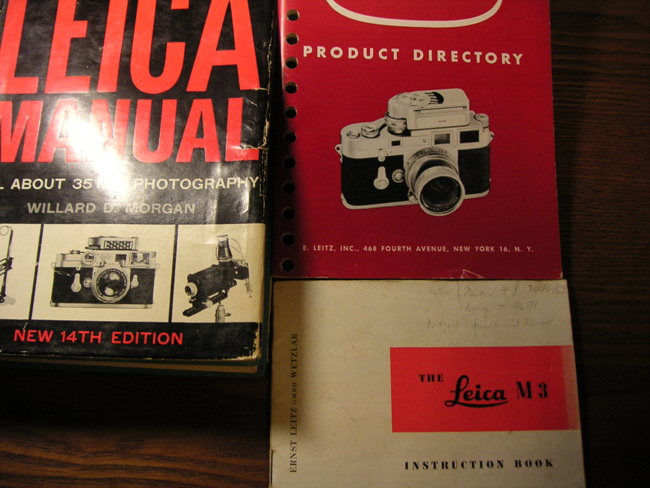 LEICA
MANUAL
ABOUT 35 PHOTOGRAPHY
WILLARD D. MORGAN
NEW 14TH EDITION
PRODUCT DIRECTORY
E. LEITZ, INC., 468 FOURTH AVENUE, NEW YORK 16, N. Y.
ERNST LEITZ GMBH WETZLAR
THE Leica M3
INSTRUCTION BOOK